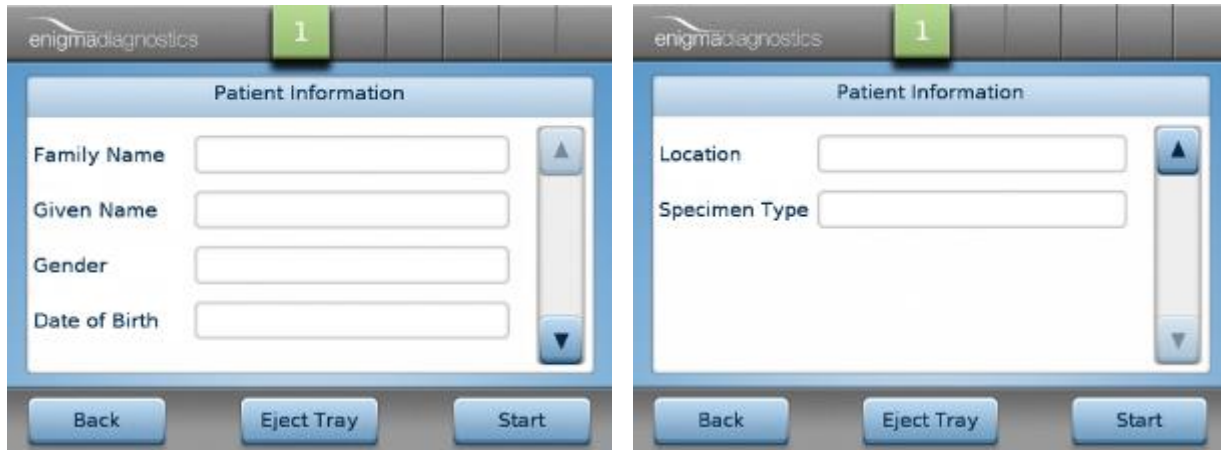 enigmadiagnostics
1
Patient Information
Family Name
Given Name
Gender
Date of Birth
Back
Eject Tray
Start
enigmadiagnostics
1
Patient Information
Location
Specimen Type
Back
Eject Tray
Start